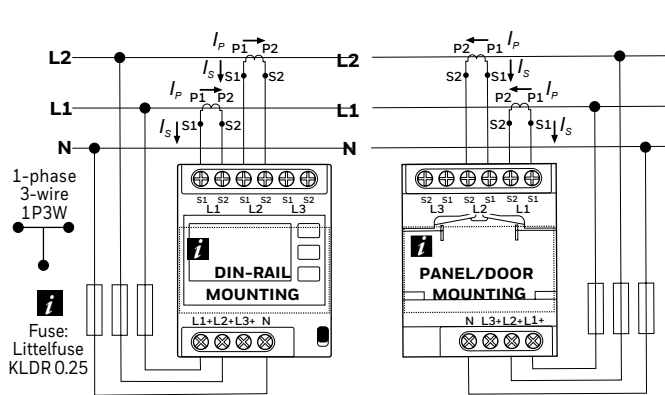 I_P P1 P2
L2
I_S S1 S2
I_P P1 P2
L1
I_S S1 S2
N
P2 P1 I_P
L2
S2 I_S S1
P2 P1 I_P
L1
S2 S1 I_S
N
1-phase
3-wire
1P3W
i
Fuse:
Littelfuse
KLDR 0.25
S1 S2 S1 S2 S1 S2
L1 L2 L3
i
DIN-RAIL
MOUNTING
L1+ L2+ L3+ N
S2 S1 S2 S1 S2 S1
L3 L2 L1
i
PANEL/DOOR
MOUNTING
N L3+ L2+ L1+